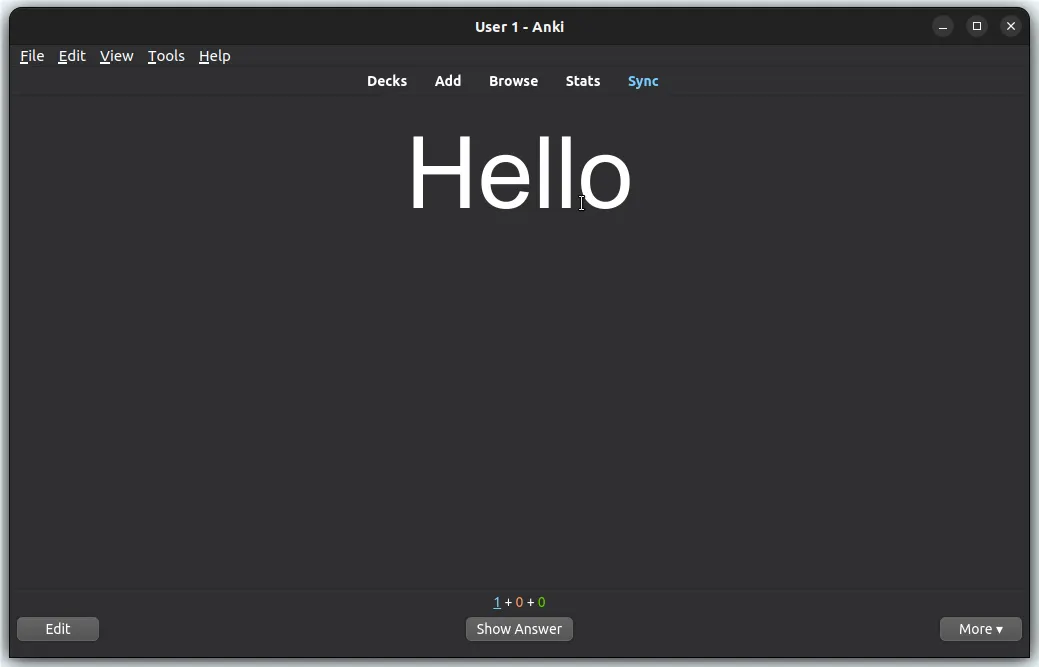 User 1 - Anki
File Edit View Tools Help
Decks Add Browse Stats Sync
Hello
1 + 0 + 0
Edit Show Answer More ▾